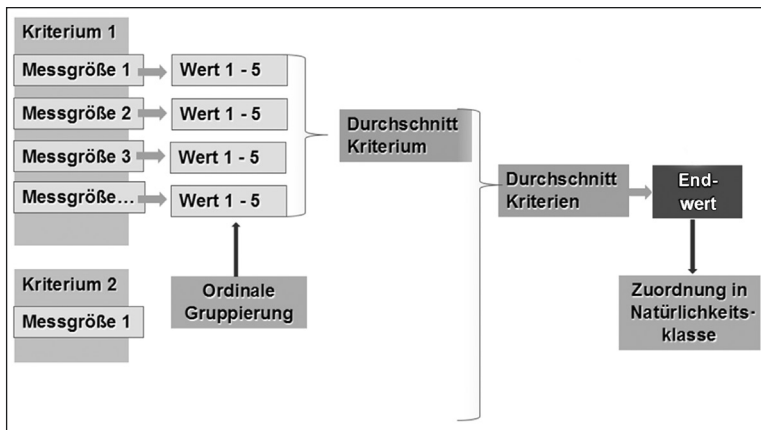 Kriterium 1
Messgröße 1
Wert 1 - 5
Messgröße 2
Wert 1 - 5
Messgröße 3
Wert 1 - 5
Messgröße...
Wert 1 - 5
Durchschnitt
Kriterium
Durchschnitt
Kriterien
End-
wert
Ordinale
Gruppierung
Zuordnung in
Natürlichkeits-
klasse
Kriterium 2
Messgröße 1